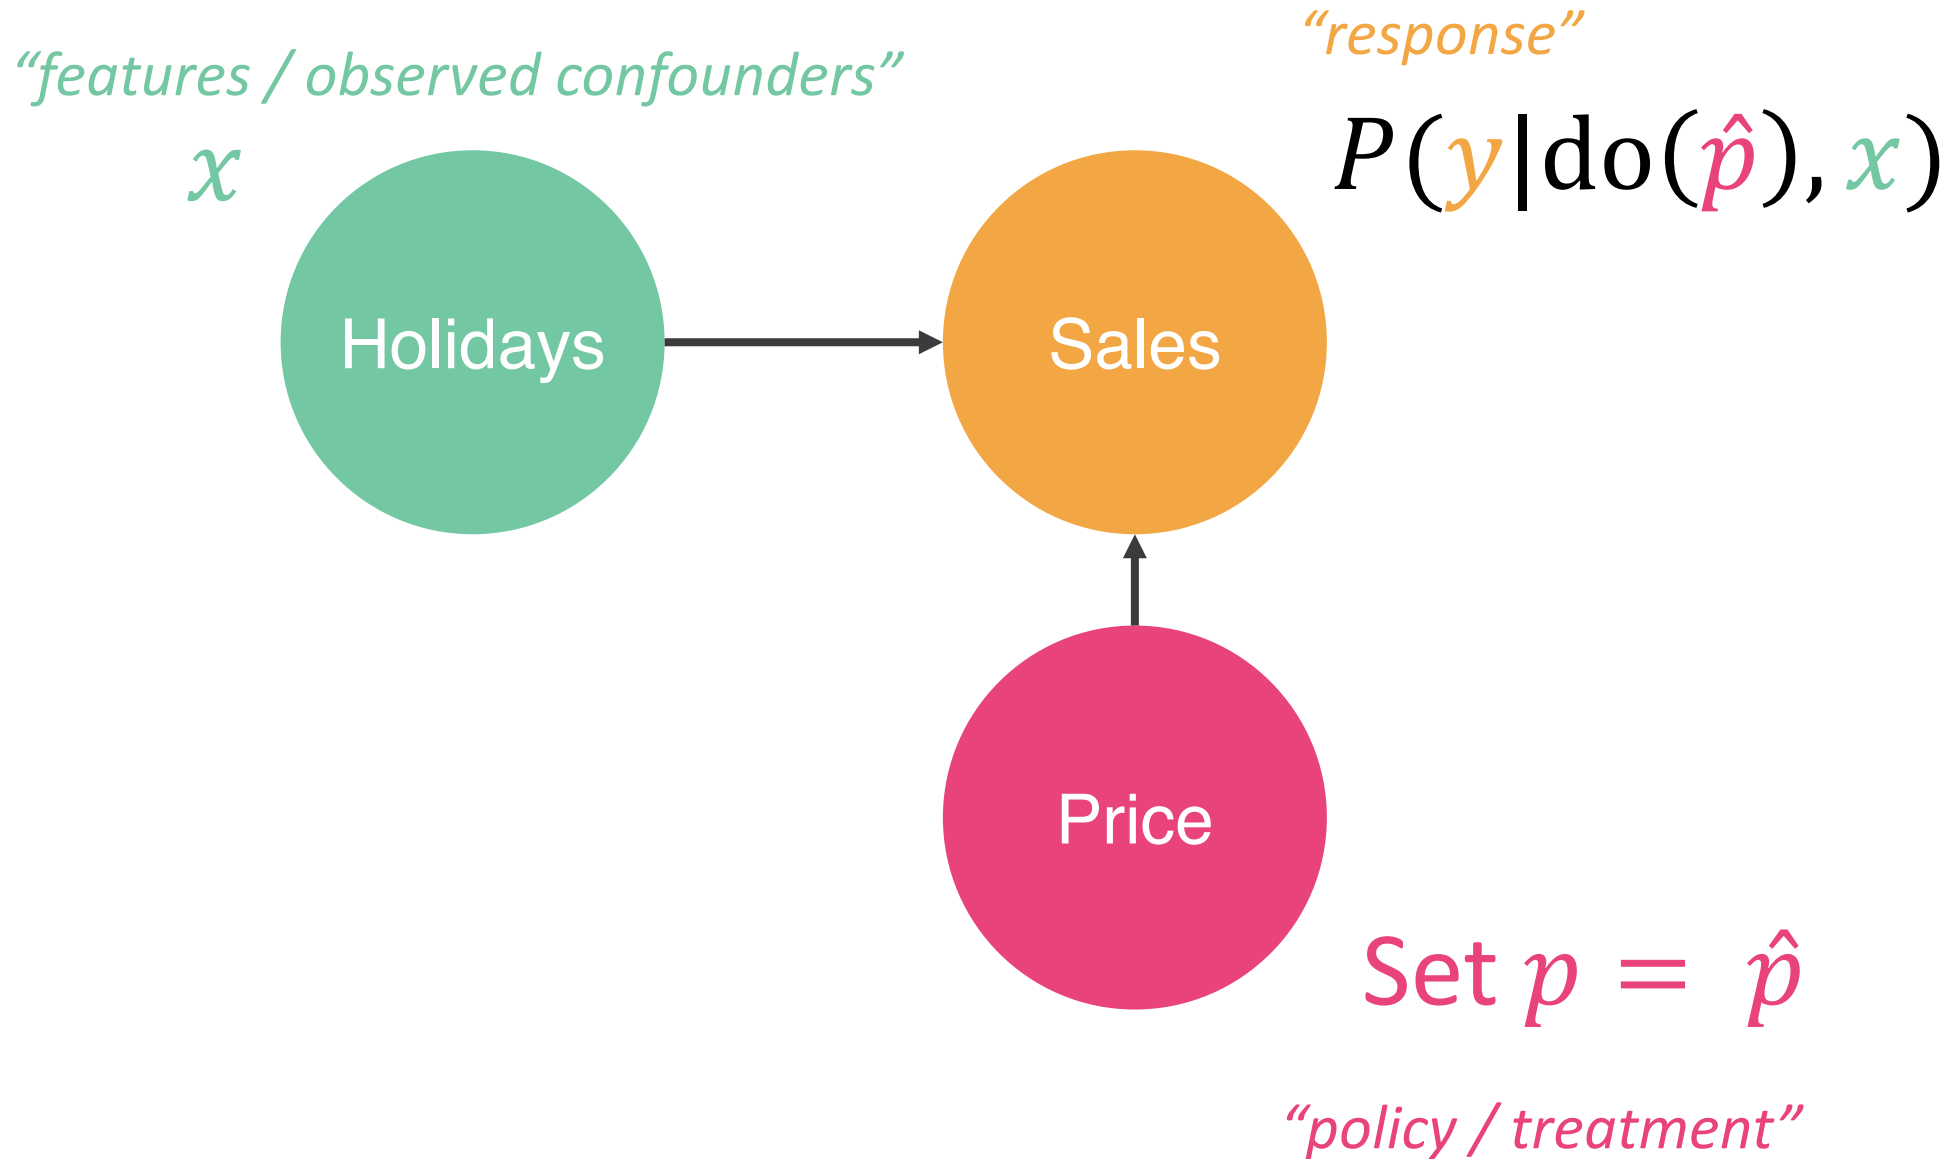 “response”
“features / observed confounders”
x
P(y|do(p̂), x)
Holidays
Sales
Price
Set p = p̂
“policy / treatment”